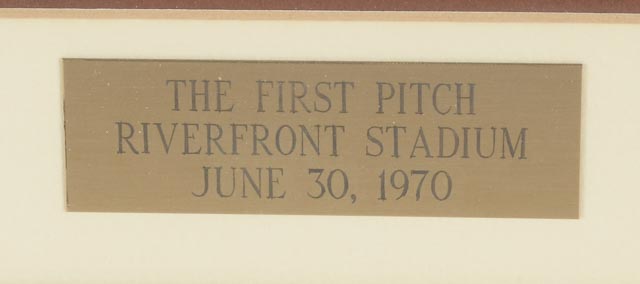 THE FIRST PITCH
RIVERFRONT STADIUM
JUNE 30, 1970